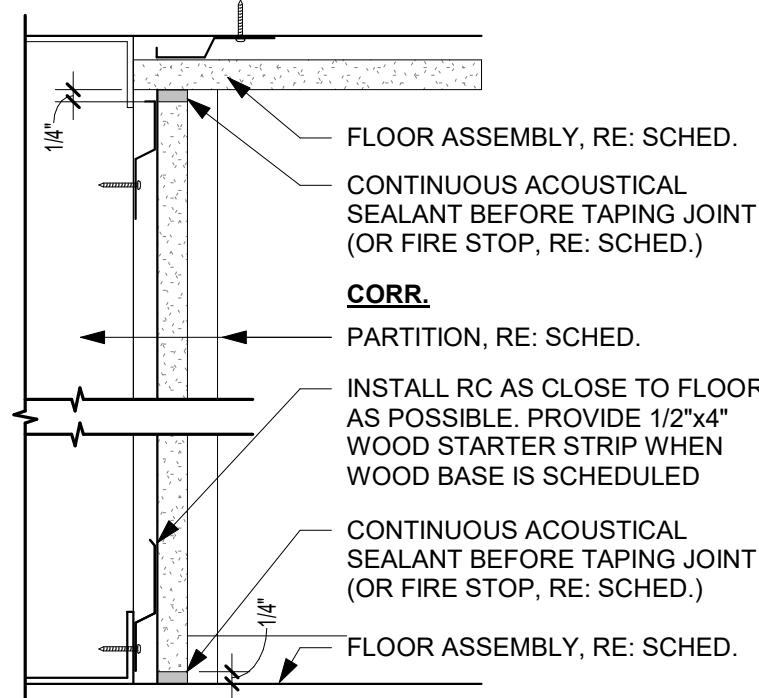 1/4"
FLOOR ASSEMBLY, RE: SCHED.
CONTINUOUS ACOUSTICAL
SEALANT BEFORE TAPING JOINT
(OR FIRE STOP, RE: SCHED.)
CORR.
PARTITION, RE: SCHED.
INSTALL RC AS CLOSE TO FLOOR
AS POSSIBLE. PROVIDE 1/2"x4"
WOOD STARTER STRIP WHEN
WOOD BASE IS SCHEDULED
CONTINUOUS ACOUSTICAL
SEALANT BEFORE TAPING JOINT
(OR FIRE STOP, RE: SCHED.)
1/4"
FLOOR ASSEMBLY, RE: SCHED.